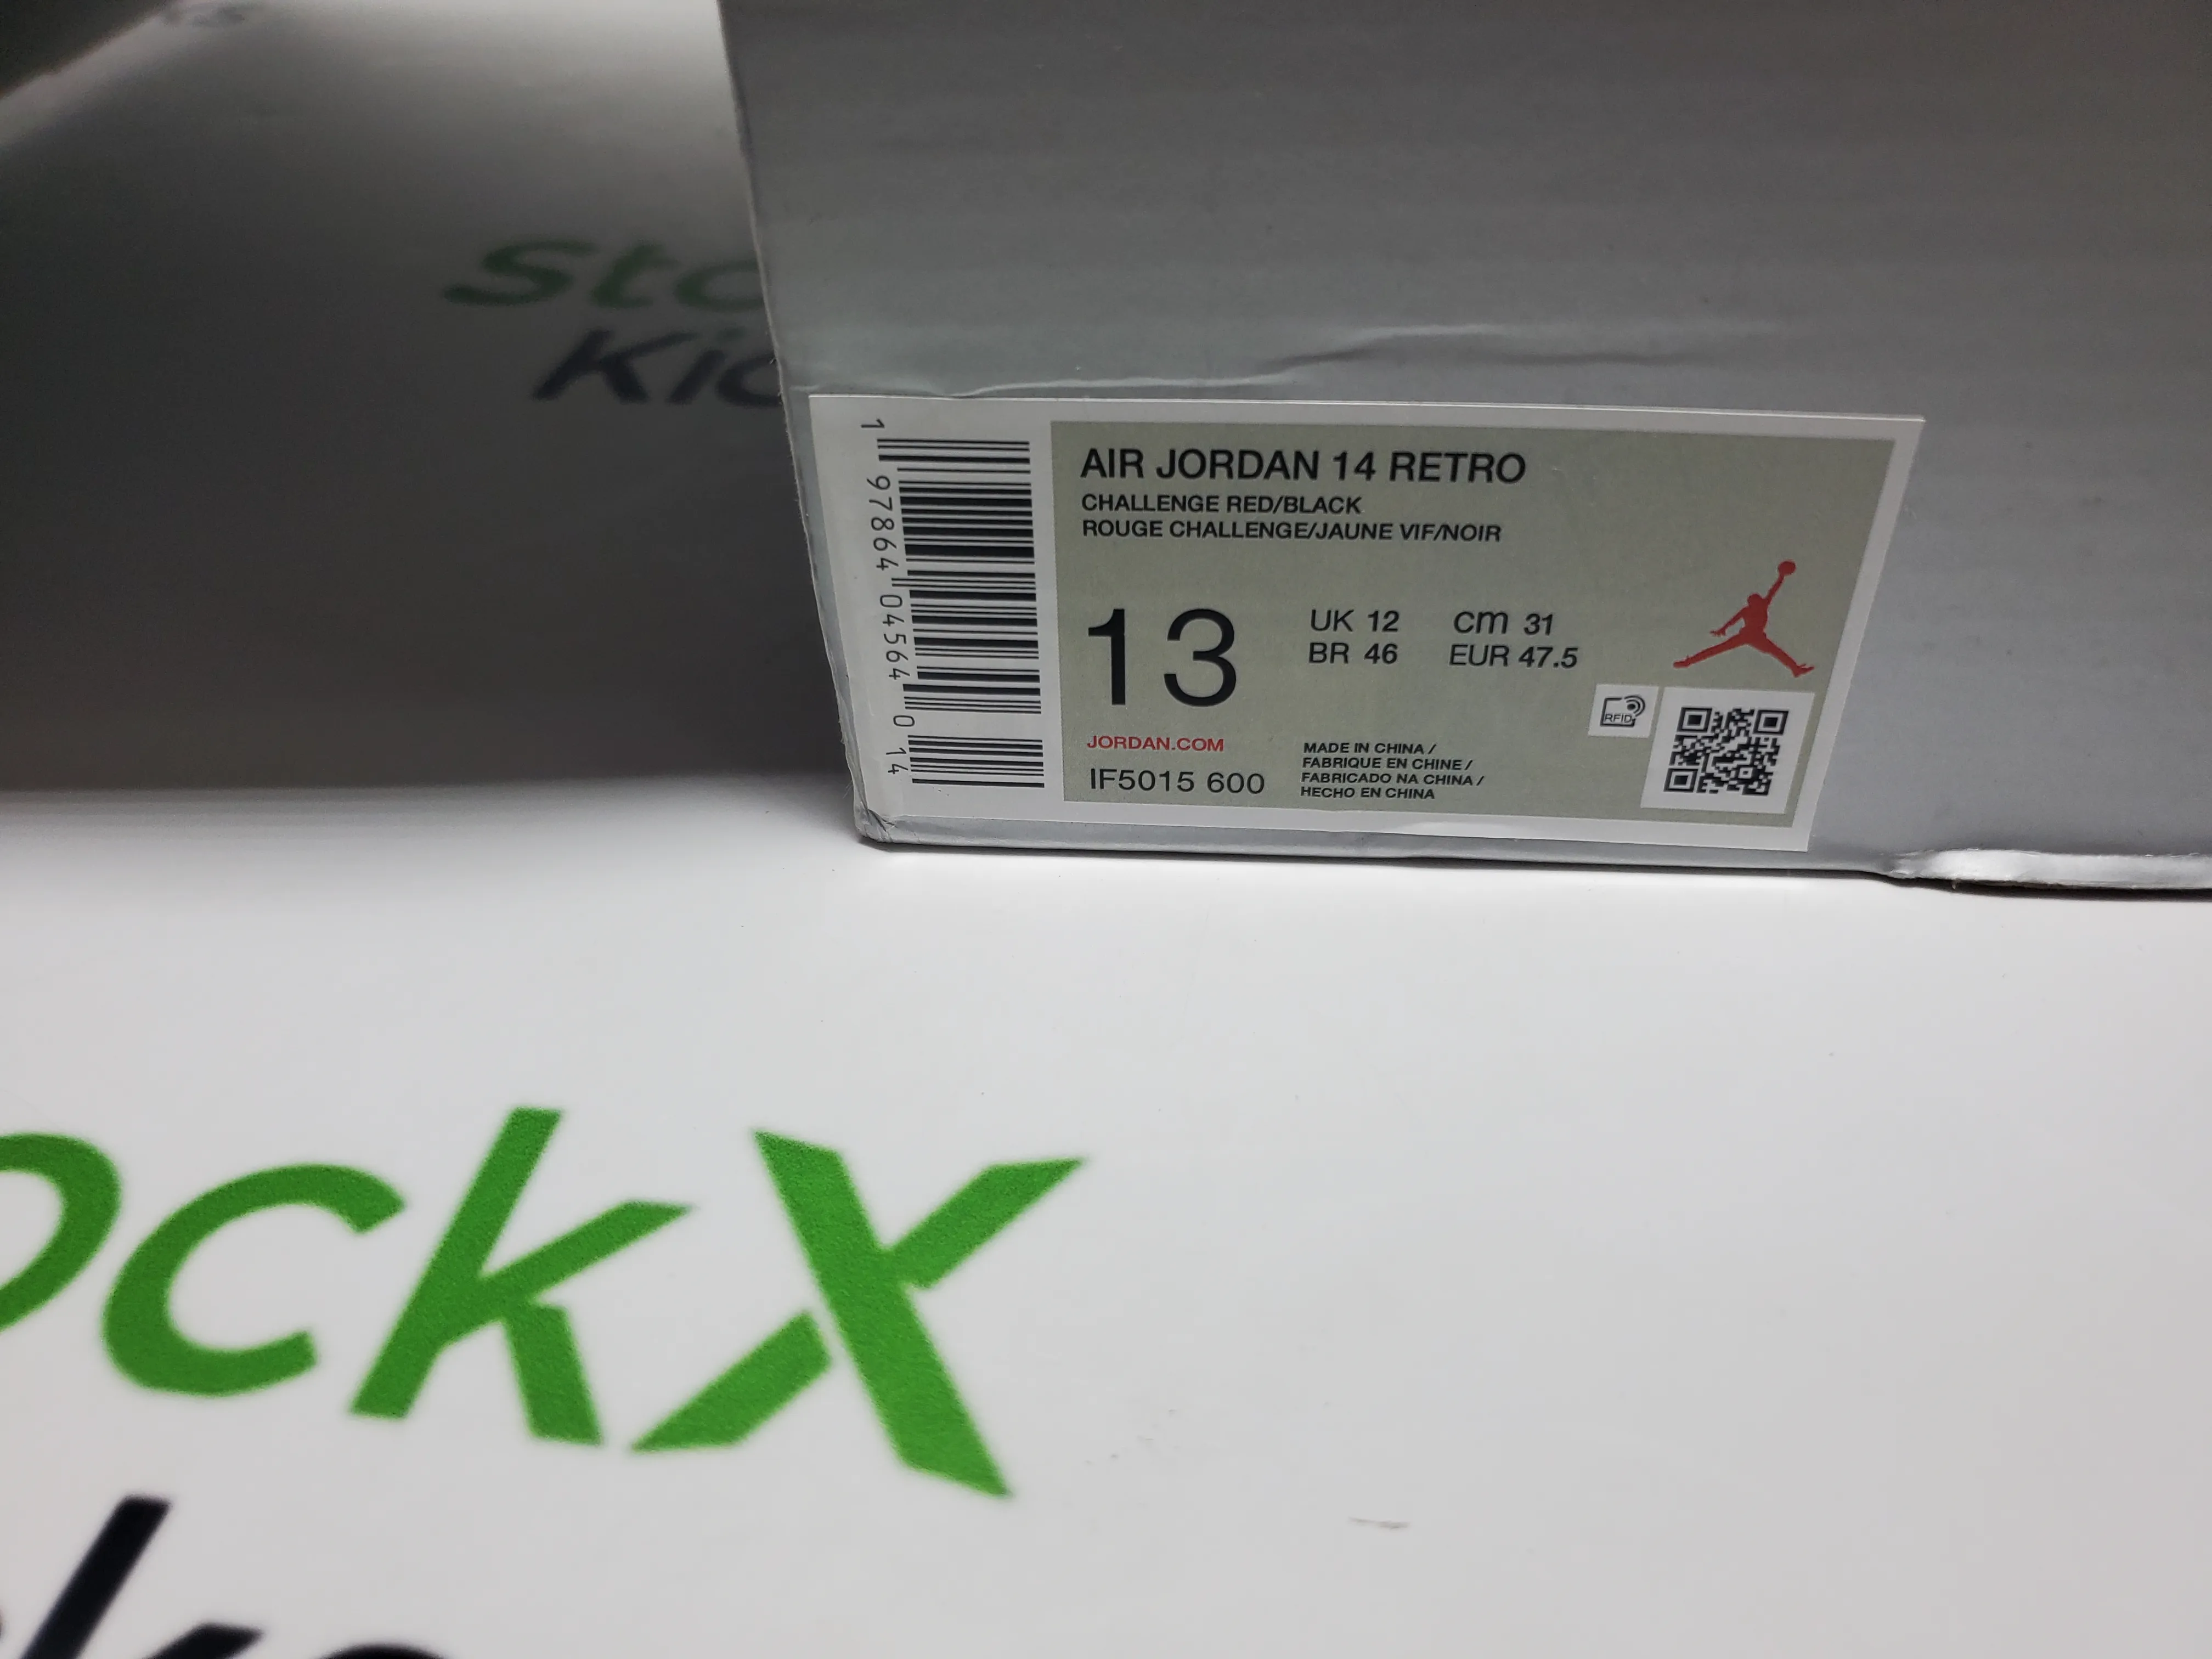 AIR JORDAN 14 RETRO
CHALLENGE RED/BLACK
ROUGE CHALLENGE/JAUNE VIF/NOIR
13
UK 12 cm 31
BR 46 EUR 47.5
RFID
JORDAN.COM
IF5015 600
MADE IN CHINA /
FABRIQUE EN CHINE /
FABRICADO NA CHINA /
HECHO EN CHINA
1 97864 04564 0 14
Sto
Kic
ockX